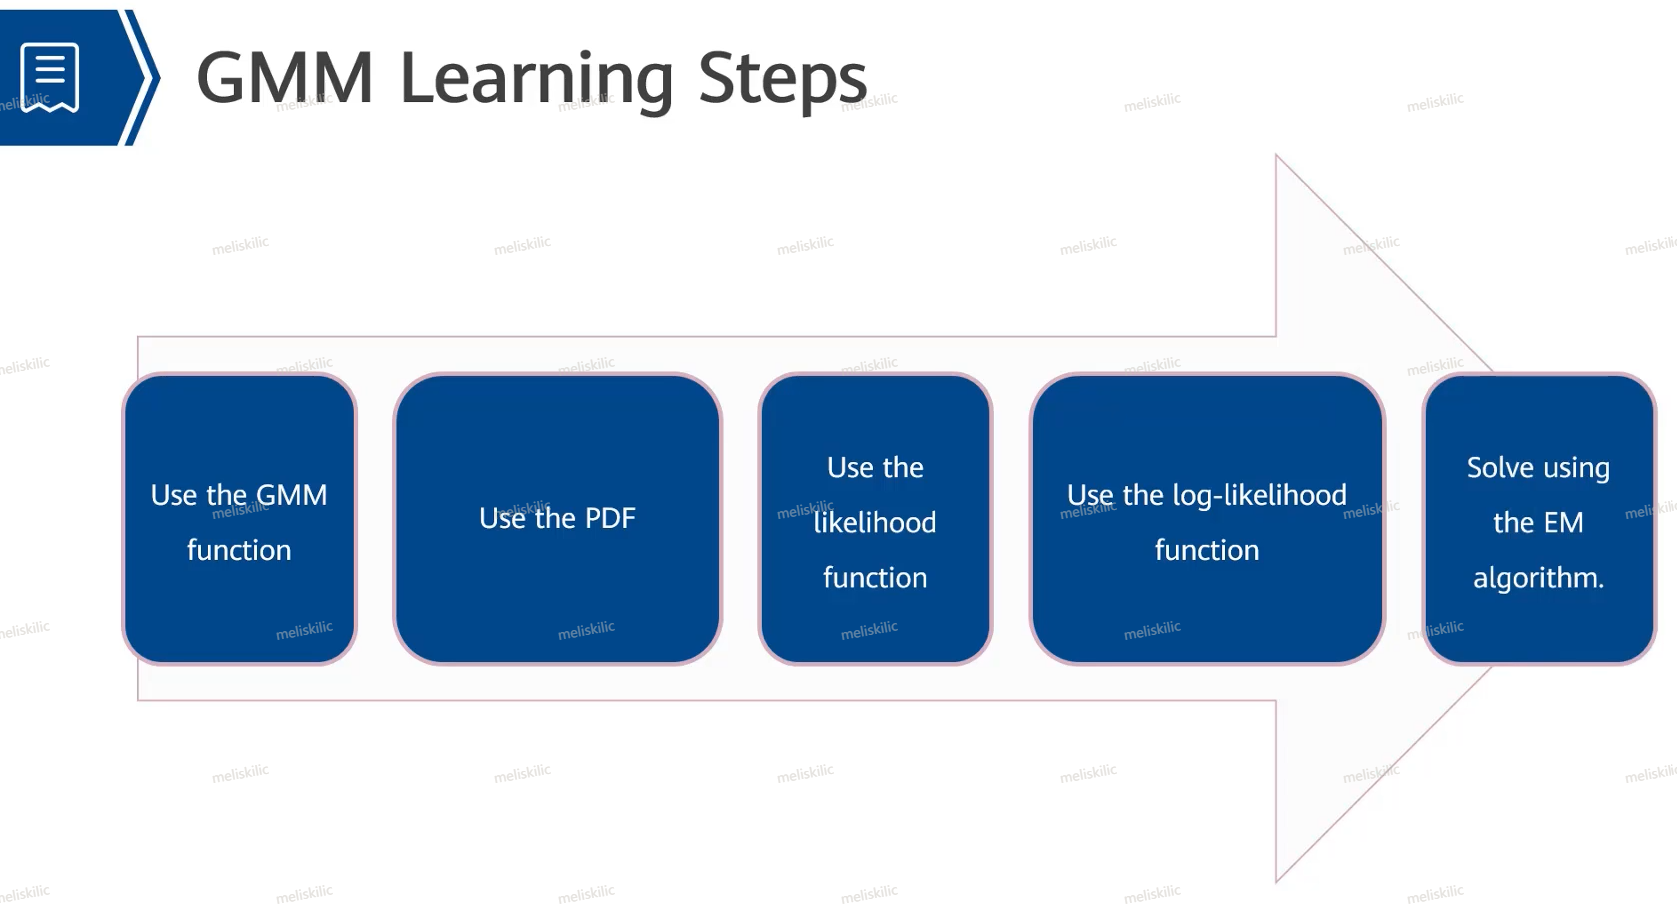 GMM Learning Steps
Use the GMM
function
Use the PDF
Use the
likelihood
function
Use the log-likelihood
function
Solve using
the EM
algorithm.
meliskilic